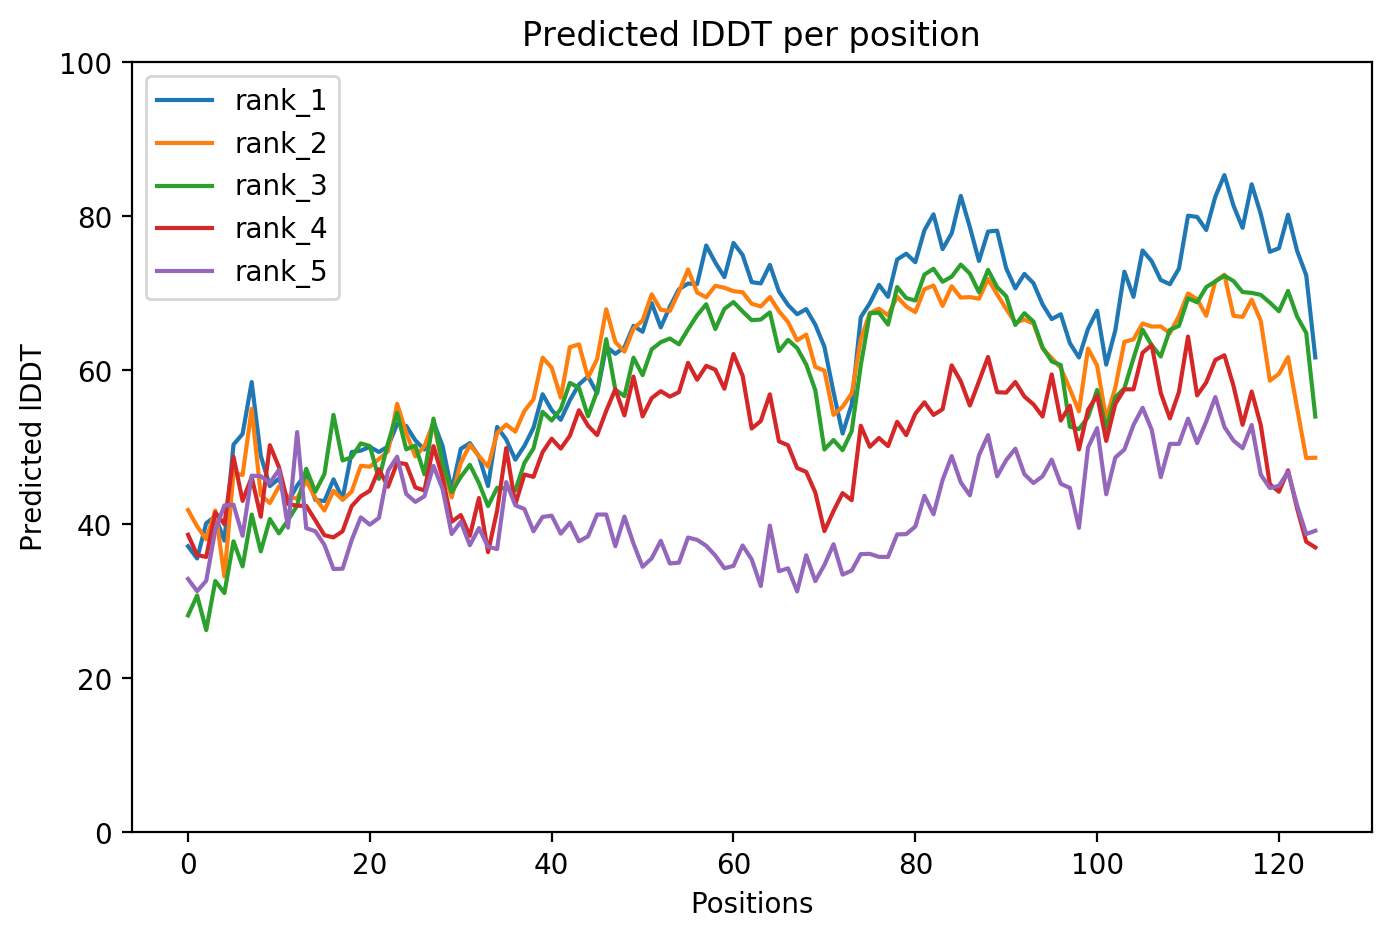 Predicted lDDT per position
Predicted lDDT
100
80
60
40
20
0
rank_1
rank_2
rank_3
rank_4
rank_5
0 20 40 60 80 100 120
Positions